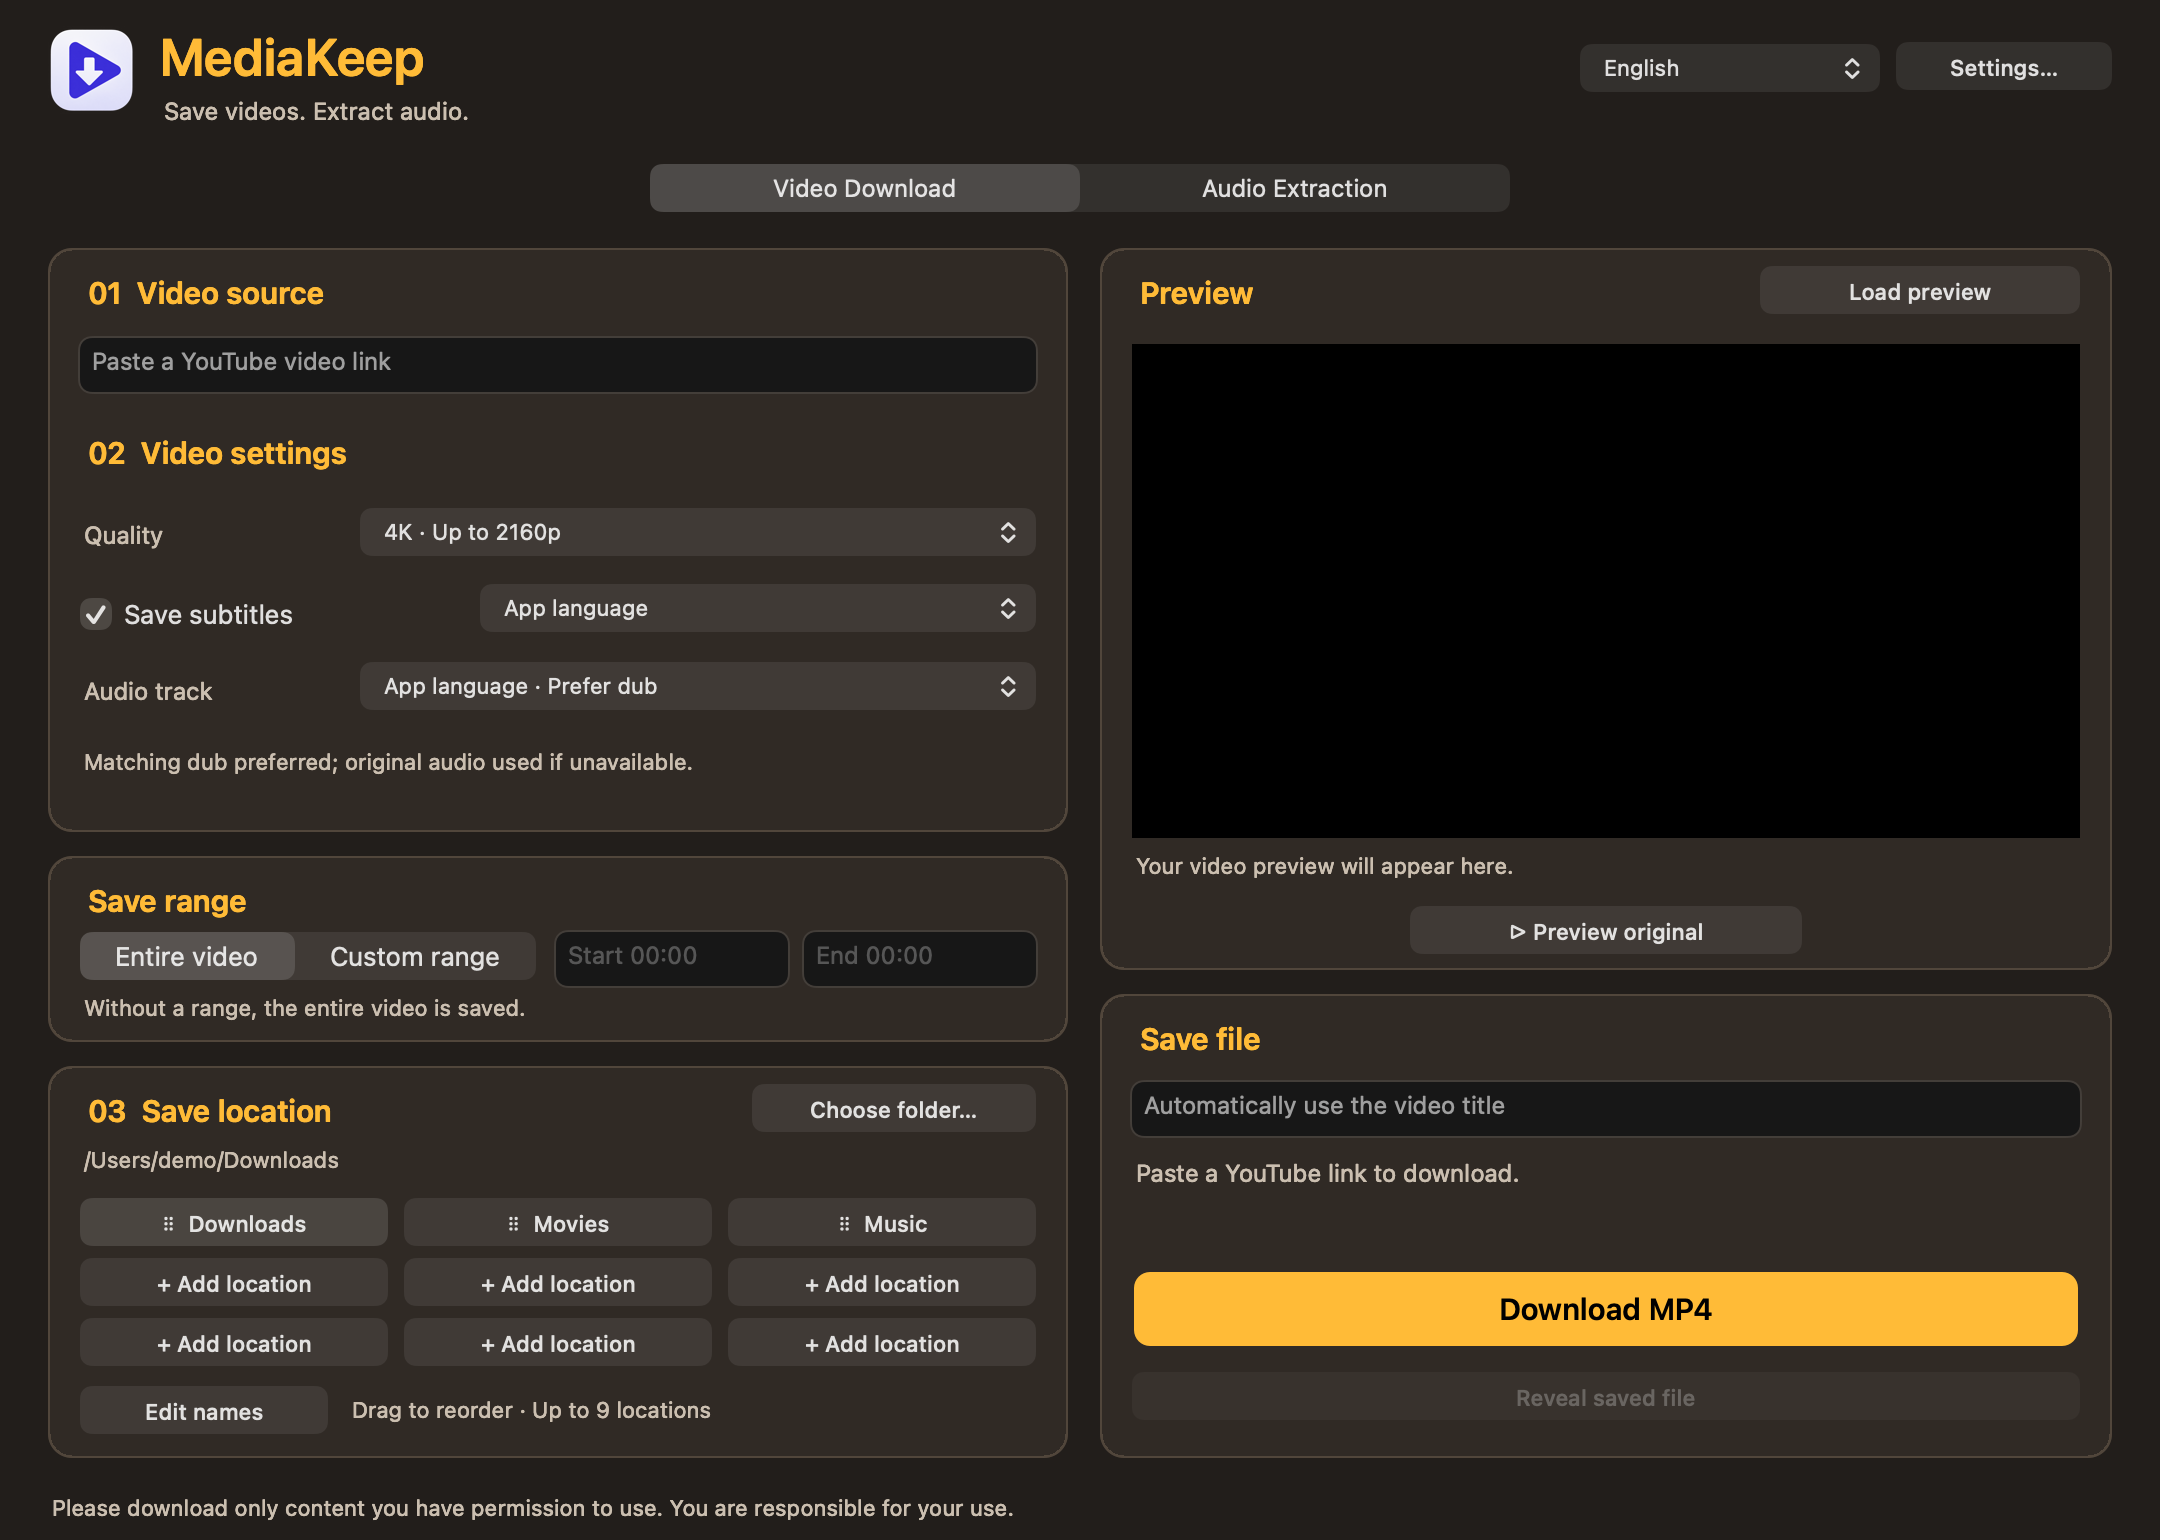 MediaKeep
Save videos. Extract audio.
English
Settings...
Video Download
Audio Extraction
01 Video source
Paste a YouTube video link
02 Video settings
Quality
4K · Up to 2160p
Save subtitles
App language
Audio track
App language · Prefer dub
Matching dub preferred; original audio used if unavailable.
Save range
Entire video
Custom range
Start 00:00
End 00:00
Without a range, the entire video is saved.
03 Save location
Choose folder...
/Users/demo/Downloads
Downloads
Movies
Music
+ Add location
+ Add location
+ Add location
+ Add location
+ Add location
+ Add location
Edit names
Drag to reorder · Up to 9 locations
Preview
Load preview
Your video preview will appear here.
Preview original
Save file
Automatically use the video title
Paste a YouTube link to download.
Download MP4
Reveal saved file
Please download only content you have permission to use. You are responsible for your use.